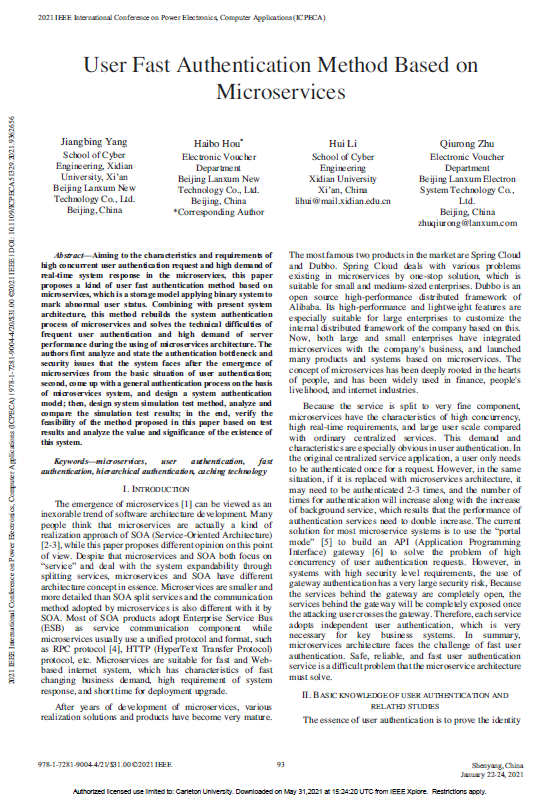 2021 IEEE International Conference on Power Electronics, Computer Applications (ICPECA)
User Fast Authentication Method Based on
Microservices
Jiangbing Yang
School of Cyber
Engineering, Xidian
University, Xi'an
Beijing Lanxum New
Technology Co., Ltd.
Beijing, China
Haibo Hou*
Electronic Voucher
Department
Beijing Lanxum New
Technology Co., Ltd.
Beijing, China
*Corresponding Author
Hui Li
School of Cyber
Engineering
Xidian University
Xi'an, China
lihui@mail.xidian.edu.cn
Qiurong Zhu
Electronic Voucher
Department
Beijing Lanxum Electron
System Technology Co.,
Ltd.
Beijing, China
zhuqirong@lanxum.com
Abstract—Aiming to the characteristics and requirements of
high concurrent user authentication request and high demand of
real-time system response in the microservices, this paper
proposes a kind of user fast authentication method based on
microservices, which is a storage model applying binary system to
mark abnormal user status. Combining with present system
architecture, this method rebuilds the system authentication
process of microservices and solves the technical difficulties of
frequent user authentication and high demand of server
performance during the using of microservices architecture. The
authors first analyze and state the authentication bottleneck and
security issues that the system faces after the emergence of
microservices from the basic situation of user authentication;
second, come up with a general authentication process on the basis
of microservices system, and design a system authentication
model; then, design system simulation test method, analyze and
compare the simulation test results; in the end, verify the
feasibility of the method proposed in this paper based on test
results and analyze the value and significance of the existence of
this system.
Keywords—microservices, user authentication, fast
authentication, hierarchical authentication, caching technology
I. INTRODUCTION
The emergence of microservices [1] can be viewed as an
inexorable trend of software architecture development. Many
people think that microservices are actually a kind of
realization approach of SOA (Service-Oriented Architecture)
[2-3], while this paper proposes different opinion on this point
of view. Despite that microservices and SOA both focus on
"service" and deal with the system expandability through
splitting services, microservices and SOA have different
architecture concept in essence. Microservices are smaller and
more detailed than SOA split services and the communication
method adopted by microservices is also different with it by
SOA. Most of SOA products adopt Enterprise Service Bus
(ESB) as service communication component while
microservices usually use a unified protocol and format, such
as RPC protocol [4], HTTP (HyperText Transfer Protocol)
protocol, etc. Microservices are suitable for fast and Web-
based internet system, which has characteristics of fast
changing business demand, high requirement of system
response, and short time for deployment upgrade.
After years of development of microservices, various
realization solutions and products have become very mature.
The most famous two products in the market are Spring Cloud
and Dubbo. Spring Cloud deals with various problems
existing in microservices by one-stop solution, which is
suitable for small and medium-sized enterprises. Dubbo is an
open source high-performance distributed framework of
Alibaba. Its high-performance and lightweight features are
especially suitable for large enterprises to customize the
internal distributed framework of the company based on this.
Now, both large and small enterprises have integrated
microservices with the company's business, and launched
many products and systems based on microservices. The
concept of microservices has been deeply rooted in the hearts
of people, and has been widely used in finance, people's
livelihood, and internet industries.
Because the service is split to very fine component,
microservices have the characteristics of high concurrency,
high real-time requirements, and large user scale compared
with ordinary centralized services. This demand and
characteristics are especially obvious in user authentication. In
the original centralized service application, a user only needs
to be authenticated once for a request. However, in the same
situation, if it is replaced with microservices architecture, it
may need to be authenticated 2-3 times, and the number of
times for authentication will increase along with the increase
of background service, which results that the performance of
authentication services need to double increase. The current
solution for most microservice systems is to use the "portal
mode" [5] to build an API (Application Programming
Interface) gateway [6] to solve the problem of high
concurrency of user authentication requests. However, in
systems with high security level requirements, the use of
gateway authentication has a very large security risk, Because
the services behind the gateway are completely open, the
services behind the gateway will be completely exposed once
the attacking user crosses the gateway. Therefore, each service
adopts independent user authentication, which is very
necessary for key business systems. In summary,
microservices architecture faces the challenge of fast user
authentication. Safe, reliable, and fast user authentication
service is a difficult problem that the microservice architecture
must solve.
II. BASIC KNOWLEDGE OF USER AUTHENTICATION AND
RELATED STUDIES
The essence of user authentication is to prove the identity
978-1-7281-9004-4/21/$31.00 ©2021 IEEE
93
Shenyang, China
January 22-24, 2021
Authorized licensed use limited to: Carleton University. Downloaded on May 31,2021 at 15:24:20 UTC from IEEE Xplore. Restrictions apply.
2021 IEEE International Conference on Power Electronics, Computer Applications (ICPECA) | 978-1-7281-9004-4/20/$31.00 ©2021 IEEE | DOI: 10.1109/ICPECA51329.2021.9362656